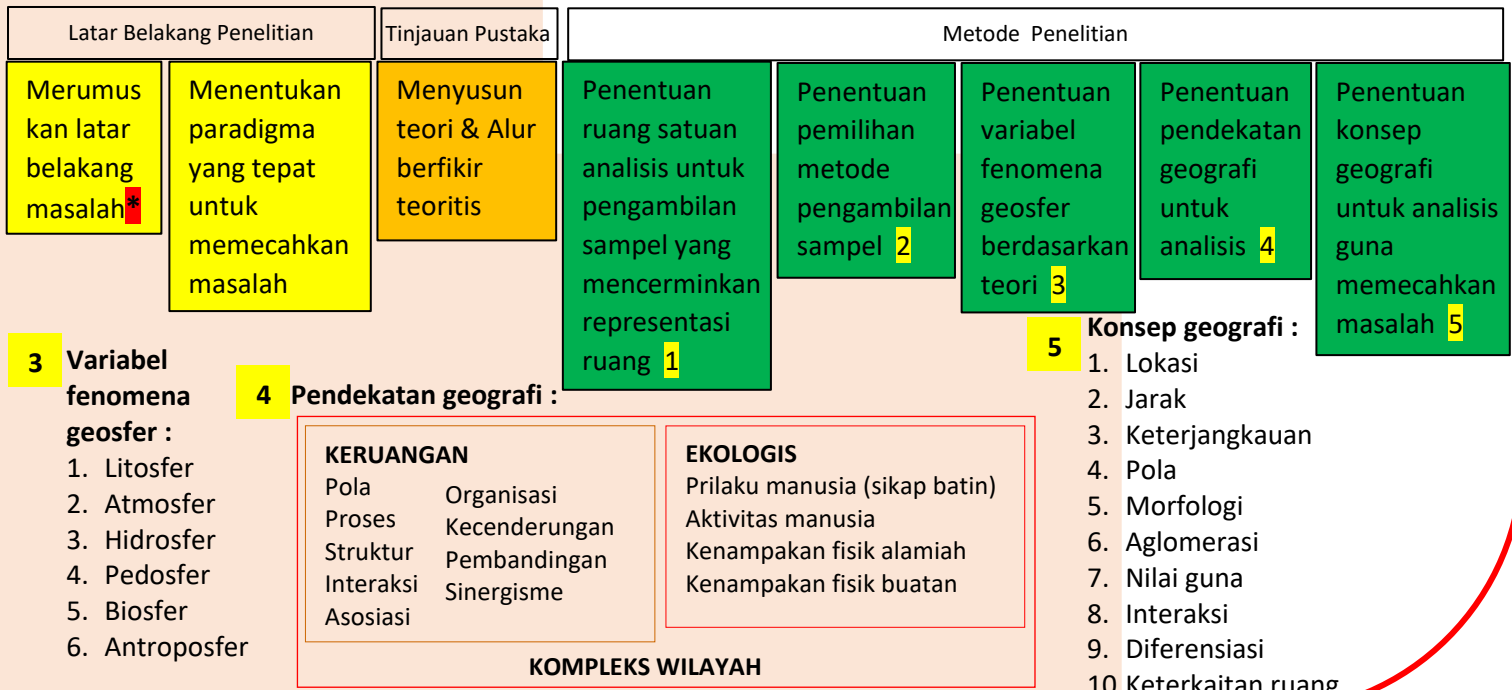 Latar Belakang Penelitian
Tinjauan Pustaka
Metode Penelitian
Merumus
kan latar
belakang
masalah*
Menentukan
paradigma
yang tepat
untuk
memecahkan
masalah
Menyusun
teori & Alur
berfikir
teoritis
Penentuan
ruang satuan
analisis untuk
pengambilan
sampel yang
mencerminkan
representasi
ruang 1
Penentuan
pemilihan
metode
pengambilan
sampel 2
Penentuan
variabel
fenomena
geosfer
berdasarkan
teori 3
Penentuan
pendekatan
geografi
untuk
analisis 4
Penentuan
konsep
geografi
untuk analisis
guna
memecahkan
masalah 5
3 Variabel
fenomena
geosfer :
1. Litosfer
2. Atmosfer
3. Hidrosfer
4. Pedosfer
5. Biosfer
6. Antroposfer
4 Pendekatan geografi :
KERUANGAN
Pola
Proses
Struktur
Interaksi
Asosiasi
Organisasi
Kecenderungan
Pembandingan
Sinergisme
EKOLOGIS
Prilaku manusia (sikap batin)
Aktivitas manusia
Kenampakan fisik alamiah
Kenampakan fisik buatan
KOMPLEKS WILAYAH
5 Konsep geografi :
1. Lokasi
2. Jarak
3. Keterjangkauan
4. Pola
5. Morfologi
6. Aglomerasi
7. Nilai guna
8. Interaksi
9. Diferensiasi
10 Keterkaitan ruang